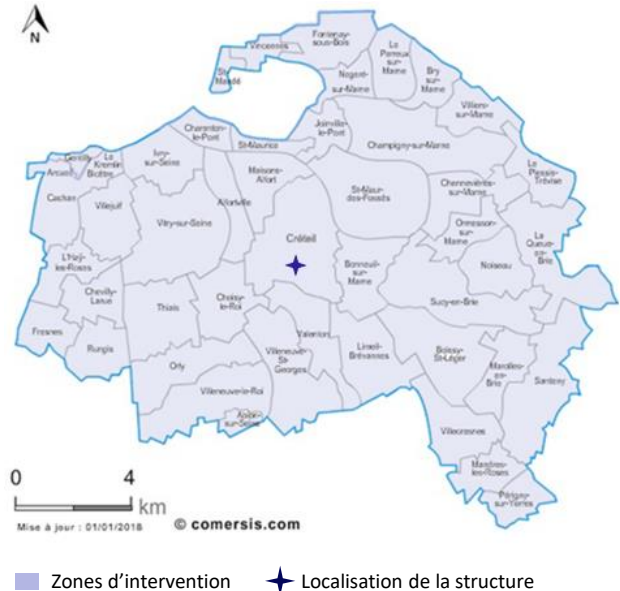 N
Fontenay-
sous-Bois
Vincennes
St-
Mandé
Le
Perreux
sur-
Marne
Bry
sur-
Marne
Nogent-
sur-Marne
Villiers-
sur-Marne
Charenton-
le-Pont
St-Maurice
Joinville-
le-Pont
Champigny-sur-Marne
Gentilly
Le
Kremlin
Bicêtre
Ivry-
sur-Seine
Arcueil
Maisons-
Alfort
Le
Plessis-
Trévise
Cachan
Villejuif
Vitry-sur-Seine
Alfortville
St-Maur-
des-Fossés
Chennevières-
sur-Marne
Créteil
Ormesson-
sur-
Marne
La
Queue-
en-Brie
L'Haÿ-
les-Roses
Bonneuil-
sur-
Marne
Noiseau
Chevilly-
Larue
Thiais
Choisy-
le-Roi
Sucy-en-Brie
Fresnes
Rungis
Valenton
Orly
Villeneuve-
St-
Georges
Limeil-
Brévannes
Boissy-
St-Léger
Marolles-
en-
Brie
Santeny
Villeneuve-le-Roi
Ablon-
sur-Seine
Villecresnes
Mandres-
les-Roses
Périgny-
sur-Yerres
0 4
km
Mise à jour : 01/01/2018 © comersis.com
Zones d'intervention Localisation de la structure